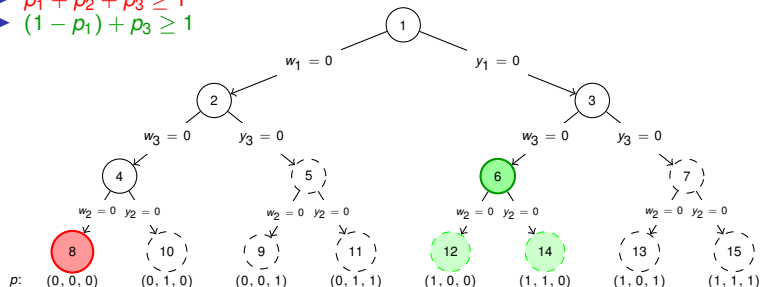 p₁ + p₂ + p₃ ≥ 1
(1 − p₁) + p₃ ≥ 1
1
w₁ = 0 y₁ = 0
2 3
w₃ = 0 y₃ = 0 w₃ = 0 y₃ = 0
4 5 6 7
w₂ = 0 y₂ = 0 w₂ = 0 y₂ = 0 w₂ = 0 y₂ = 0 w₂ = 0 y₂ = 0
8 10 9 11 12 14 13 15
p: (0, 0, 0) (0, 1, 0) (0, 0, 1) (0, 1, 1) (1, 0, 0) (1, 1, 0) (1, 0, 1) (1, 1, 1)